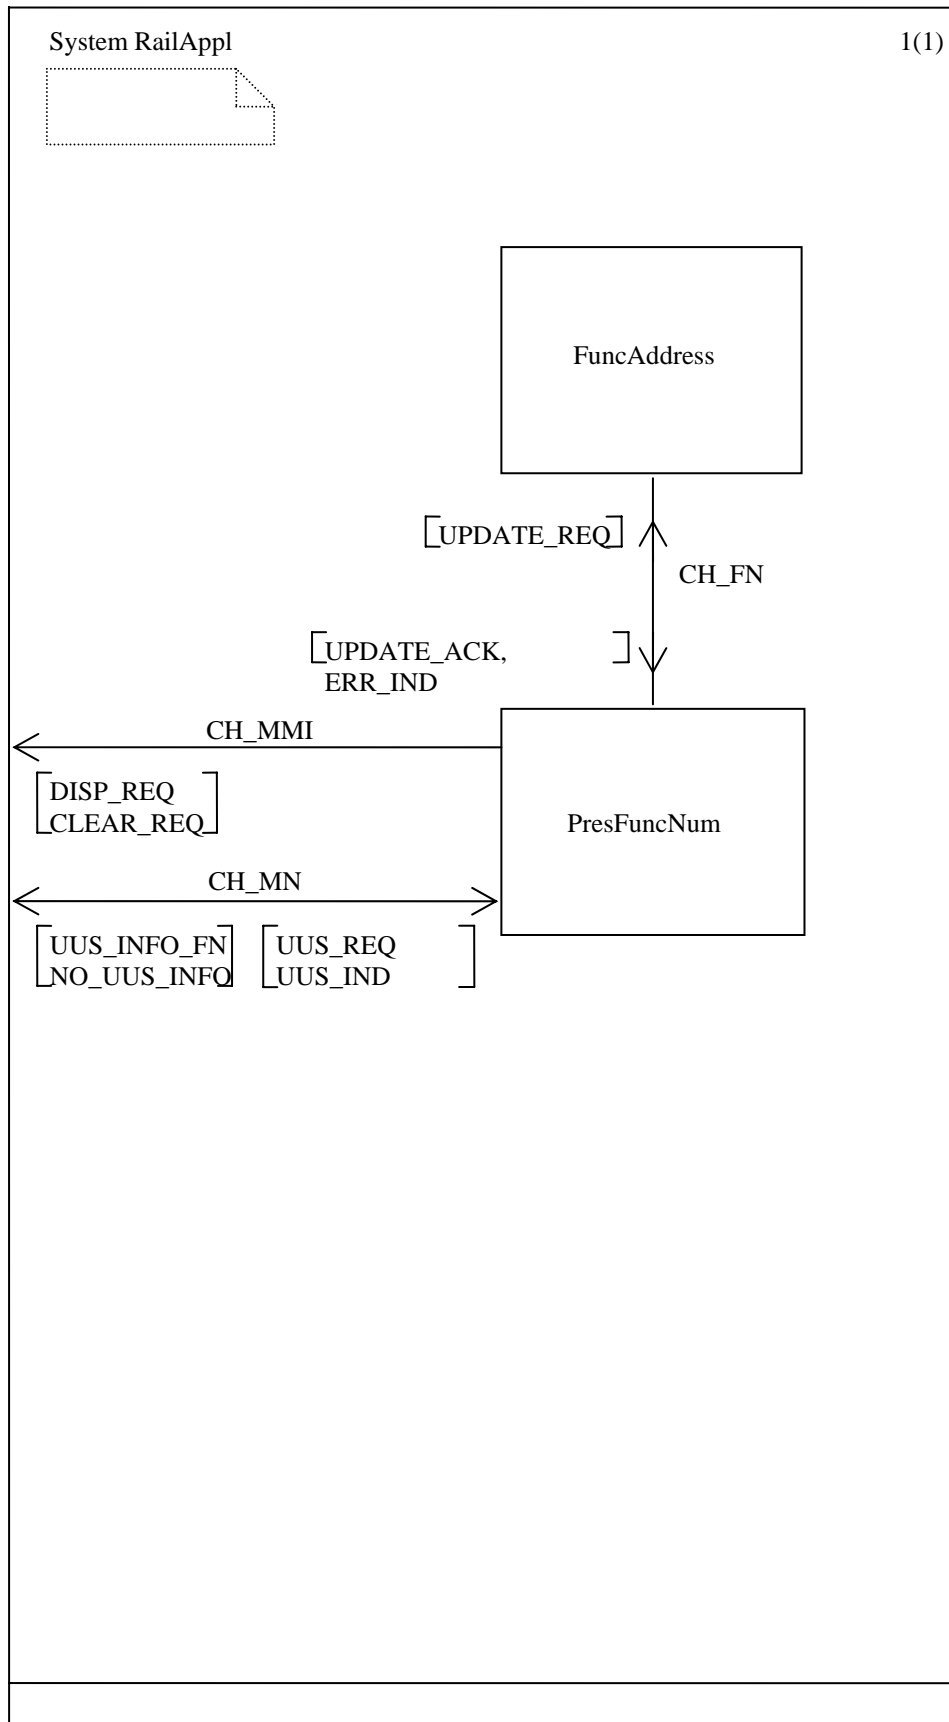 System RailAppl
1(1)
FuncAddress
UPDATE_REQ
CH_FN
UPDATE_ACK,
ERR_IND
CH_MMI
DISP_REQ
CLEAR_REQ
PresFuncNum
CH_MN
UUS_INFO_FN
NO_UUS_INFO
UUS_REQ
UUS_IND